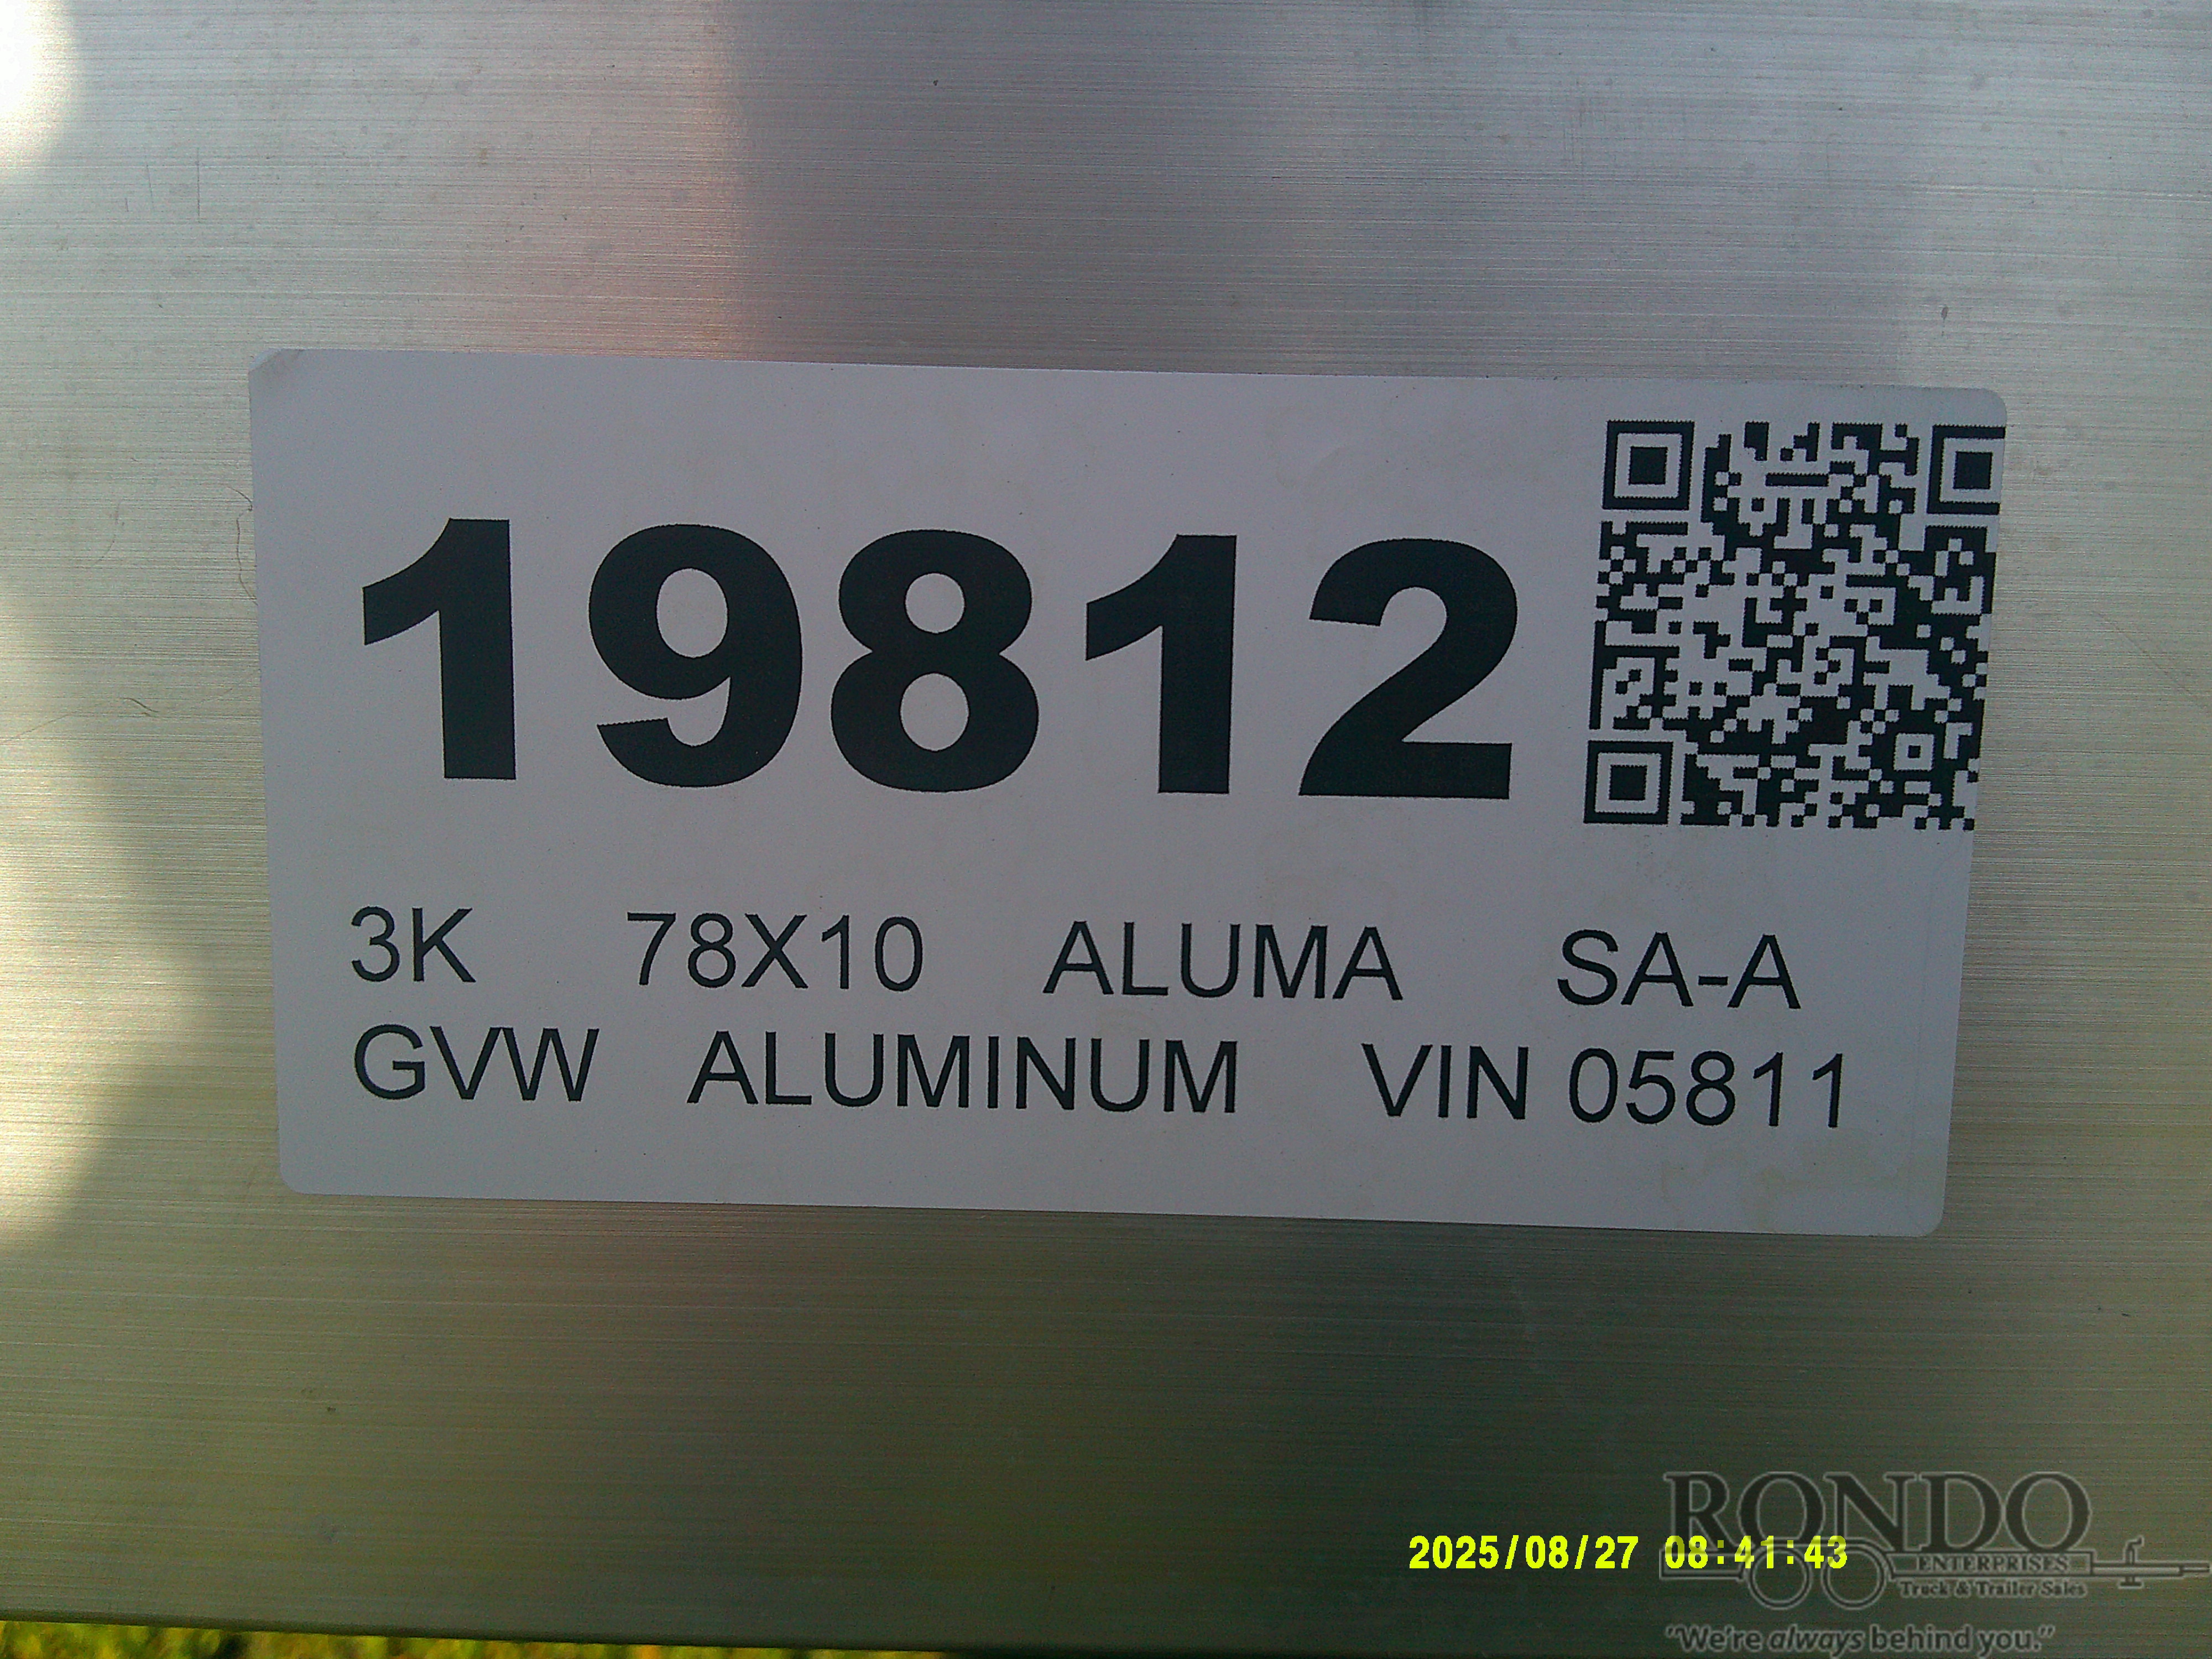 19812
3K 78X10 ALUMA SA-A
GVW ALUMINUM VIN 05811
2025/08/27 08:41:43
RONDO
ENTERPRISES
Truck & Trailer Sales
"We're always behind you."